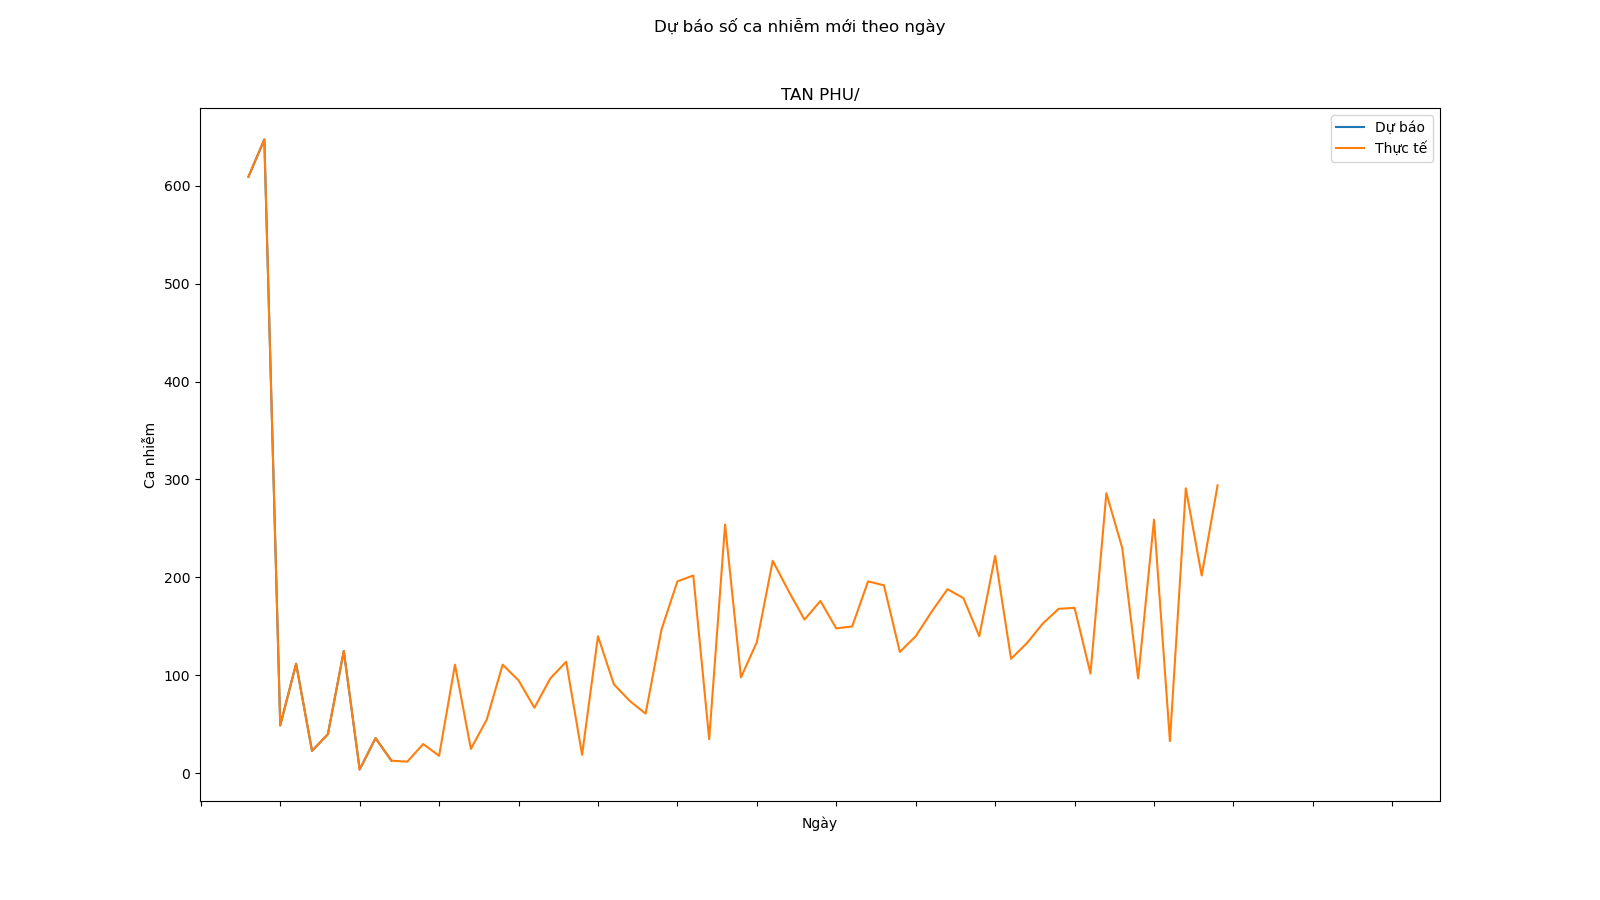 Dự báo số ca nhiễm mới theo ngày
TAN PHU/
Dự báo
Thực tế
600
500
400
300
200
100
0
Ca nhiễm
Ngày